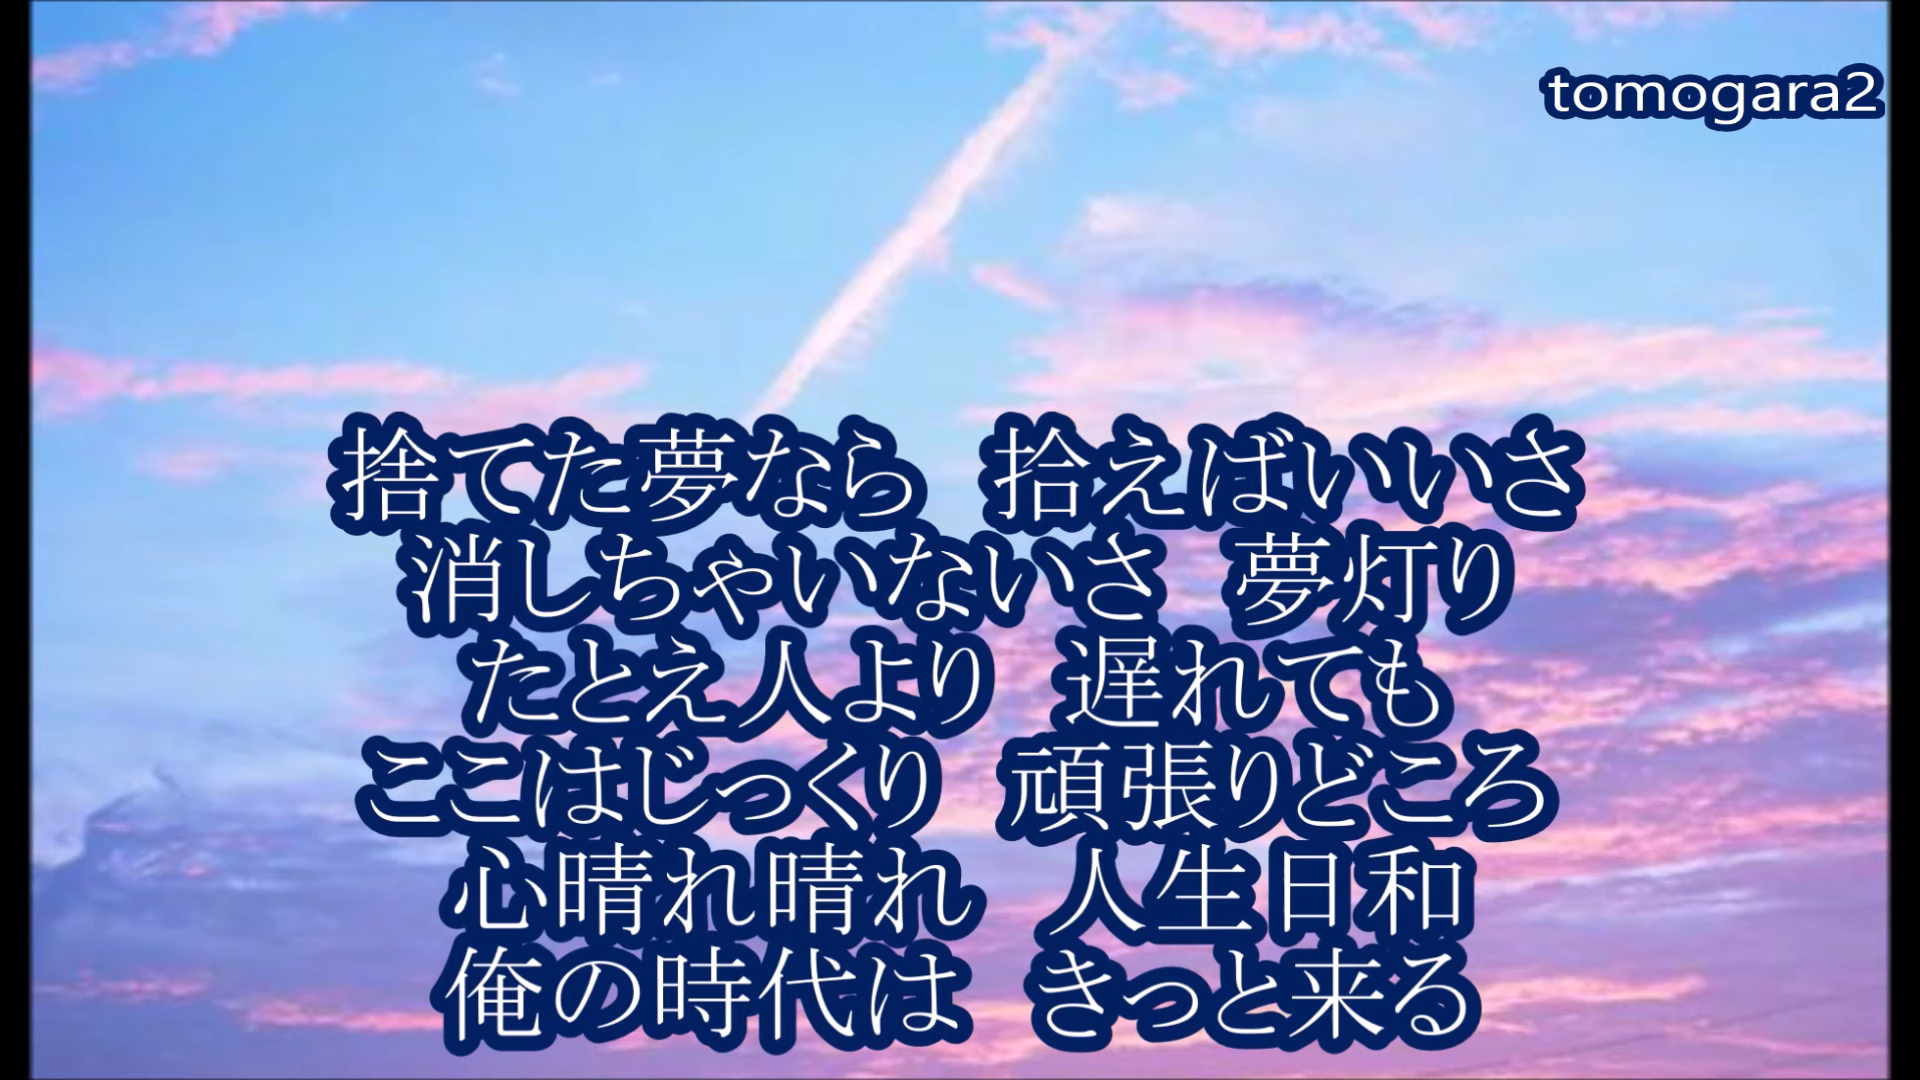 tomogara2
捨てた夢なら　拾えばいいさ
消しちゃいないさ　夢灯り
たとえ人より　遅れても
ここはじっくり　頑張りどころ
心晴れ晴れ　人生日和
俺の時代は　きっと来る